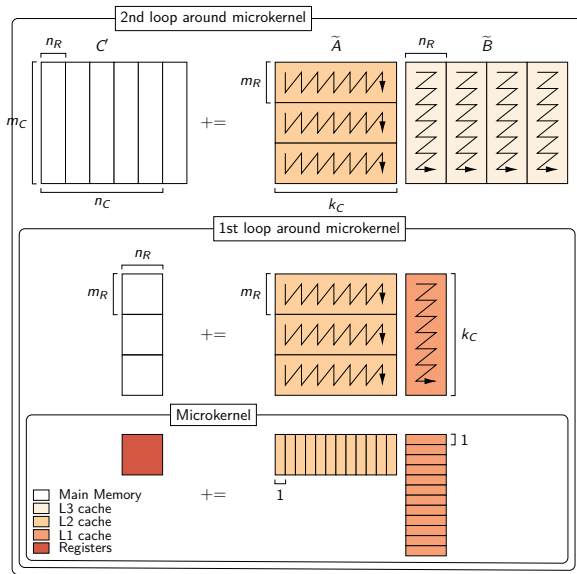 2nd loop around microkernel
n_R C′ Ã n_R B̃
m_C m_R +=
n_C k_C
1st loop around microkernel
n_R
m_R m_R k_C
+=
Microkernel
1
+= 1
Main Memory
L3 cache
L2 cache
L1 cache
Registers